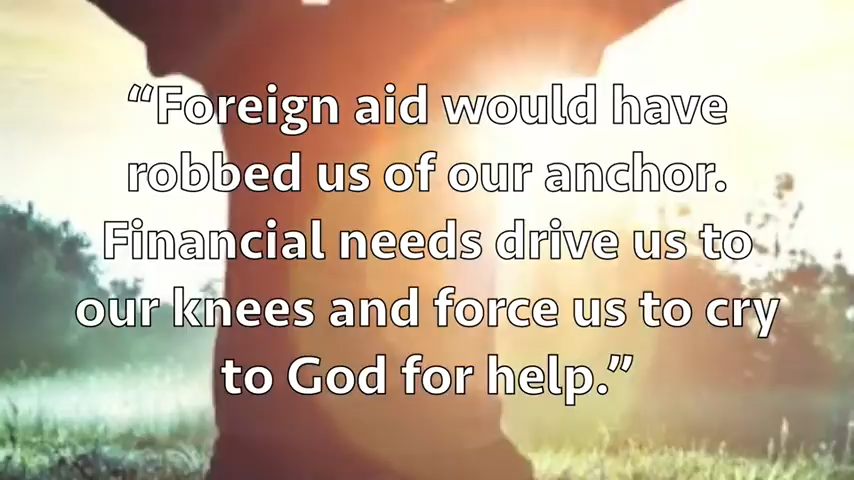 “Foreign aid would have
robbed us of our anchor.
Financial needs drive us to
our knees and force us to cry
to God for help.”